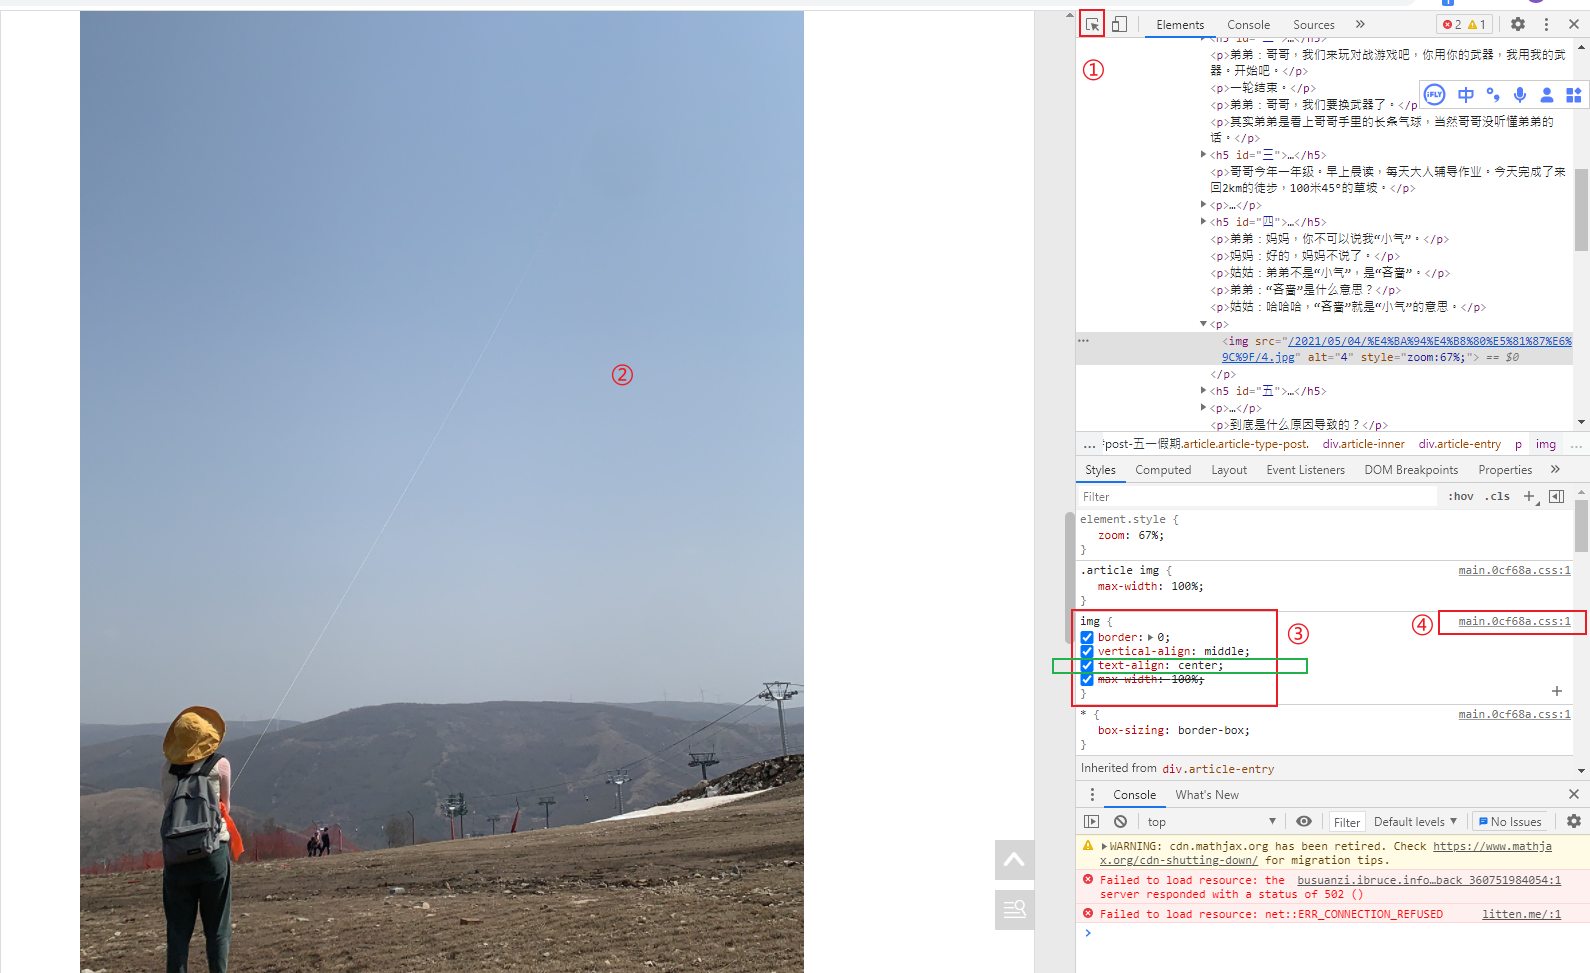 Elements Console Sources » 2 1
①
<h5 id="二">…</h5>
<p>弟弟：哥哥，我们来玩对战游戏吧，你用你的武器，我用我的武
器。开始吧。</p>
<p>一轮结束。</p>
iFLY 中
<p>弟弟：哥哥，我们要换武器了。</p
<p>其实弟弟是看上哥哥手里的长条气球，当然哥哥没听懂弟弟的
话。</p>
<h5 id="三">…</h5>
<p>哥哥今年一年级。早上晨读，每天大人辅导作业。今天完成了来
回2km的徒步，100米45°的草坡。</p>
<p>…</p>
<h5 id="四">…</h5>
<p>弟弟：妈妈，你不可以说我“小气”。</p>
<p>妈妈：好的，妈妈不说了。</p>
<p>姑姑：弟弟不是“小气”，是“吝啬”。</p>
<p>弟弟：“吝啬”是什么意思？</p>
<p>姑姑：哈哈哈，“吝啬”就是“小气”的意思。</p>
<p>
<img src="/2021/05/04/%E4%BA%94%E4%B8%80%E5%81%87%E6%
9C%9F/4.jpg" alt="4" style="zoom:67%;"> == $0
</p>
<h5 id="五">…</h5>
<p>…</p>
<p>到底是什么原因导致的？</p>
②
… #post-五一假期.article.article-type-post. div.article-inner div.article-entry p img …
Styles Computed Layout Event Listeners DOM Breakpoints Properties »
Filter :hov .cls +
element.style {
zoom: 67%;
}
.article img { main.0cf68a.css:1
max-width: 100%;
}
img { ③ ④ main.0cf68a.css:1
border: 0;
vertical-align: middle;
text-align: center;
max-width: 100%;
}
* { main.0cf68a.css:1
box-sizing: border-box;
}
Inherited from div.article-entry
Console What's New
top Filter Default levels No Issues
WARNING: cdn.mathjax.org has been retired. Check https://www.mathja
x.org/cdn-shutting-down/ for migration tips.
Failed to load resource: the busuanzi.ibruce.info…back_360751984054:1
server responded with a status of 502 ()
Failed to load resource: net::ERR_CONNECTION_REFUSED litten.me/:1